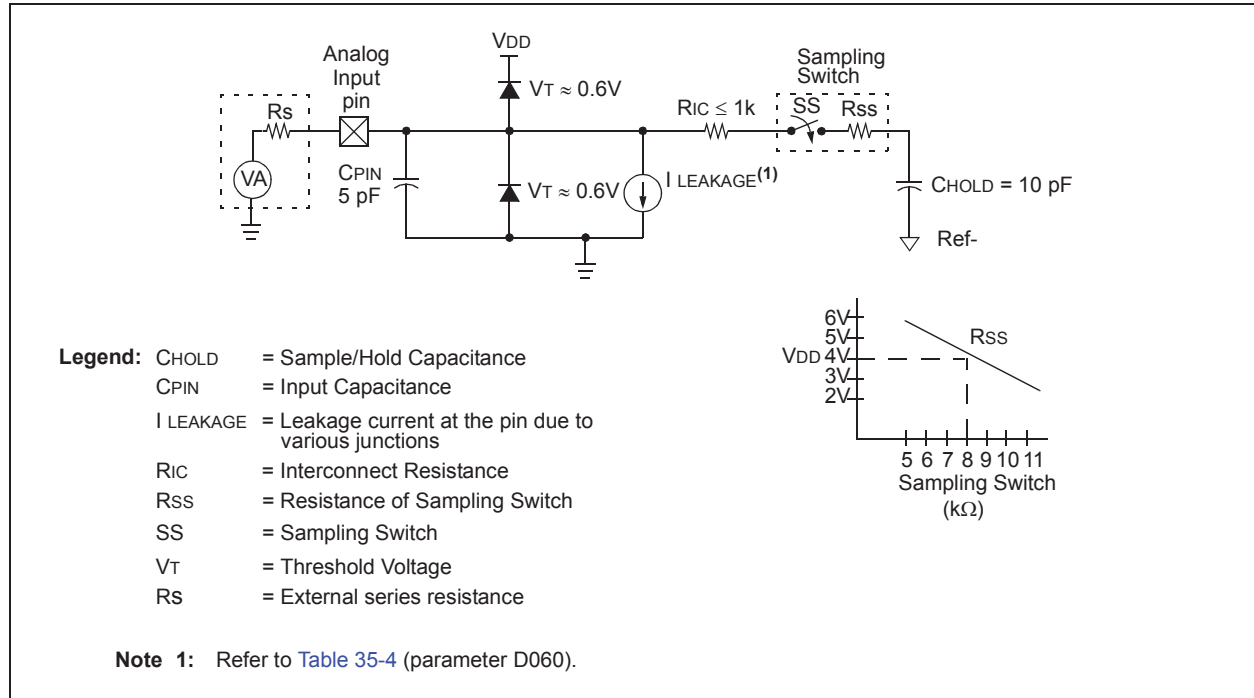 VDD
Analog
Input
pin
Sampling
Switch
VT ≈ 0.6V
Rs
RIC ≤ 1k
SS
Rss
VA
CPIN
5 pF
VT ≈ 0.6V
I LEAKAGE(1)
CHOLD = 10 pF
Ref-
6V
5V
VDD 4V
3V
2V
RSS
5 6 7 8 9 10 11
Sampling Switch
(kΩ)
Legend: CHOLD = Sample/Hold Capacitance
CPIN = Input Capacitance
I LEAKAGE = Leakage current at the pin due to
various junctions
RIC = Interconnect Resistance
RSS = Resistance of Sampling Switch
SS = Sampling Switch
VT = Threshold Voltage
Rs = External series resistance
Note 1: Refer to Table 35-4 (parameter D060).